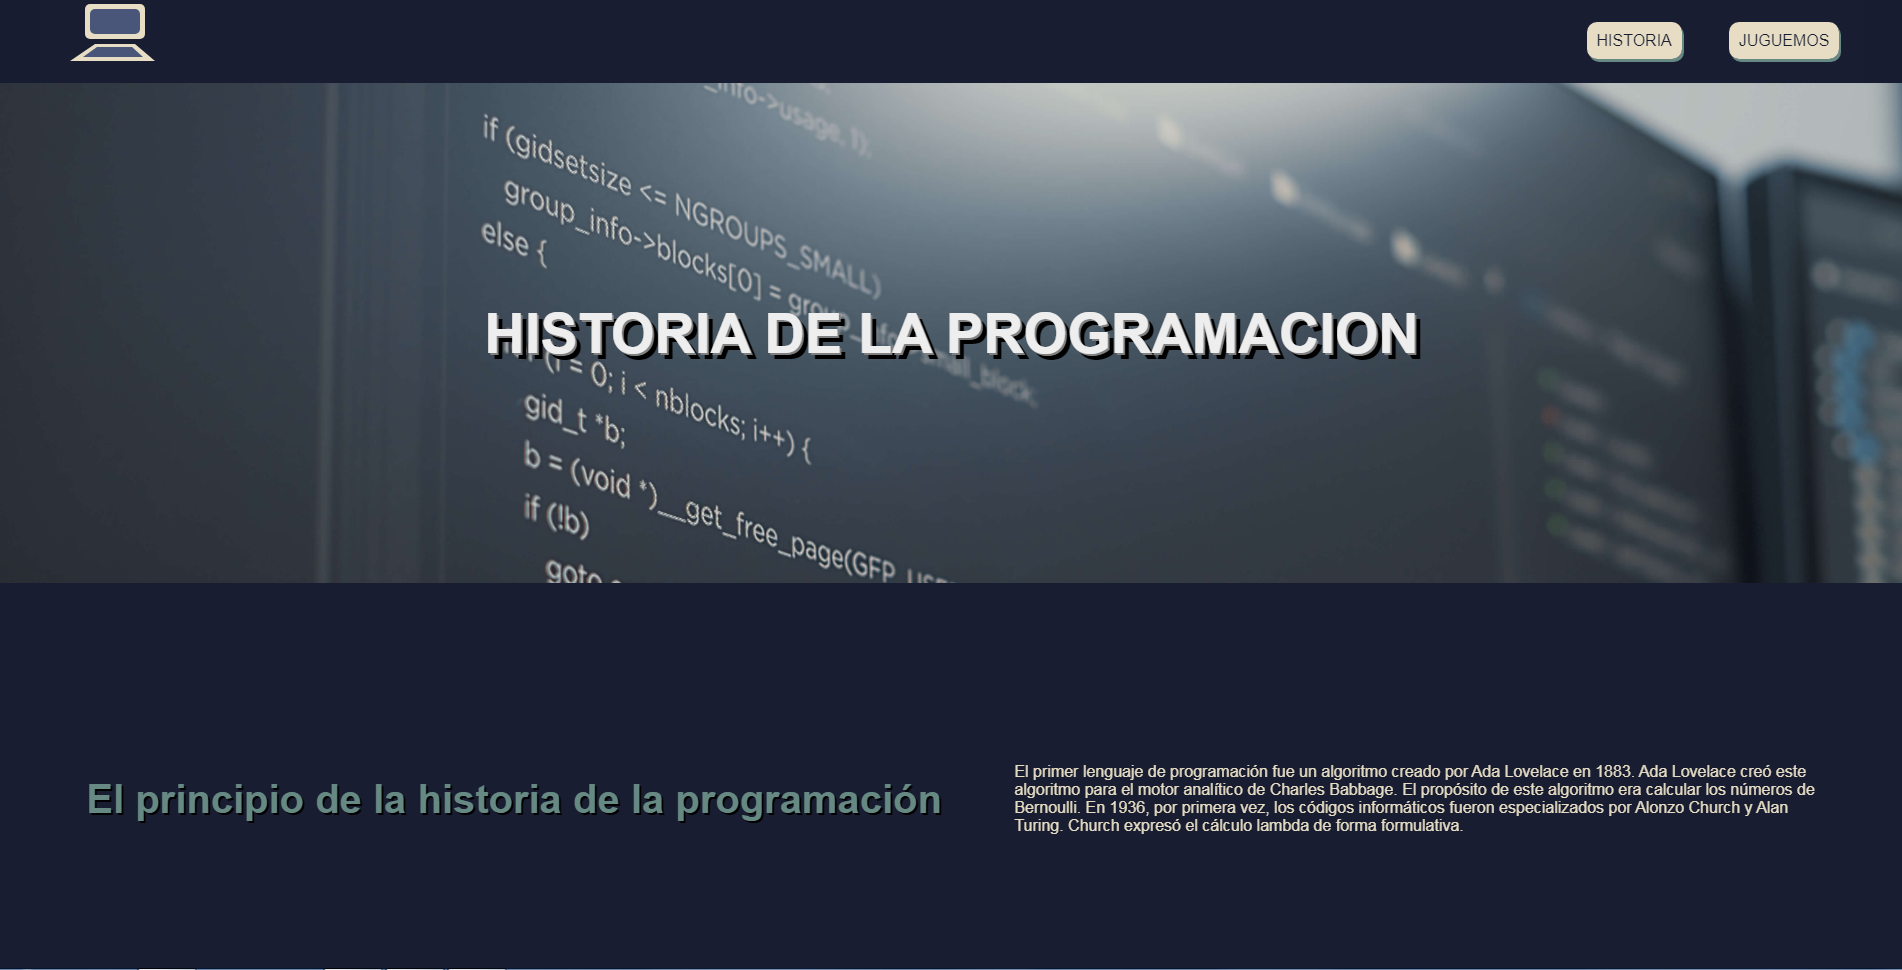 HISTORIA
JUGUEMOS
_info->usage, 1);
if (gidsetsize <= NGROUPS_SMALL)
group_info->blocks[0] =
else {
HISTORIA DE LA PROGRAMACION
= 0; i < nblocks; i++) {
gid_t *b;
b = (void *)__get_free_page(GFP
if (!b)
goto
El principio de la historia de la programación
El primer lenguaje de programación fue un algoritmo creado por Ada Lovelace en 1883. Ada Lovelace creó este
algoritmo para el motor analítico de Charles Babbage. El propósito de este algoritmo era calcular los números de
Bernoulli. En 1936, por primera vez, los códigos informáticos fueron especializados por Alonzo Church y Alan
Turing. Church expresó el cálculo lambda de forma formulativa.